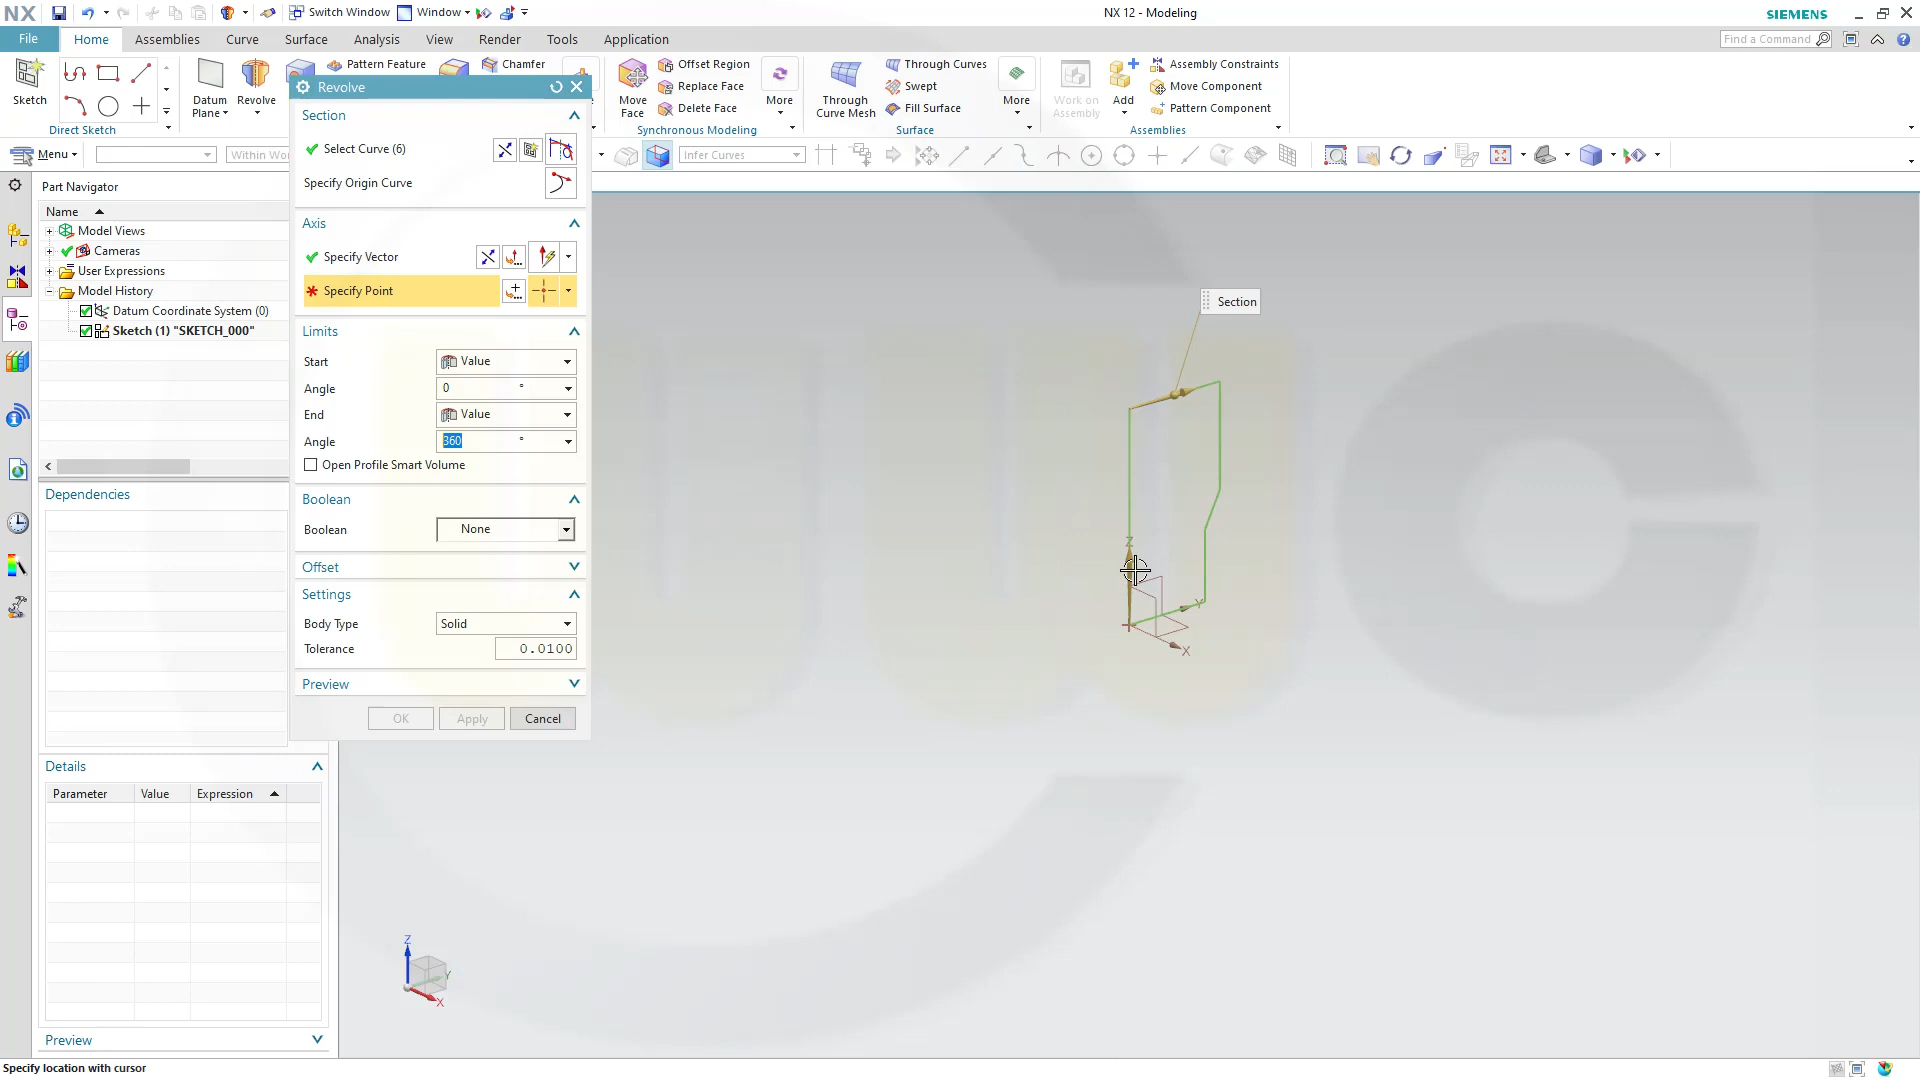 NX
Switch Window
Window
NX 12 - Modeling
SIEMENS
File
Home
Assemblies
Curve
Surface
Analysis
View
Render
Tools
Application
Find a Command
Sketch
Direct Sketch
Datum
Plane
Revolve
Pattern Feature
Chamfer
Move
Face
Offset Region
Replace Face
Delete Face
More
Synchronous Modeling
Through
Curve Mesh
Through Curves
Swept
Fill Surface
More
Surface
Work on
Assembly
Add
Assembly Constraints
Move Component
Pattern Component
Assemblies
Menu
Within Wo
Infer Curves
Part Navigator
Name
Model Views
Cameras
User Expressions
Model History
Datum Coordinate System (0)
Sketch (1) "SKETCH_000"
Dependencies
Details
Parameter
Value
Expression
Preview
Revolve
Section
Select Curve (6)
Specify Origin Curve
Axis
Specify Vector
Specify Point
Limits
Start
Value
Angle
0
°
End
Value
Angle
360
°
Open Profile Smart Volume
Boolean
Boolean
None
Offset
Settings
Body Type
Solid
Tolerance
0.0100
Preview
OK
Apply
Cancel
Section
Z
Y
X
Z
Y
X
Specify location with cursor